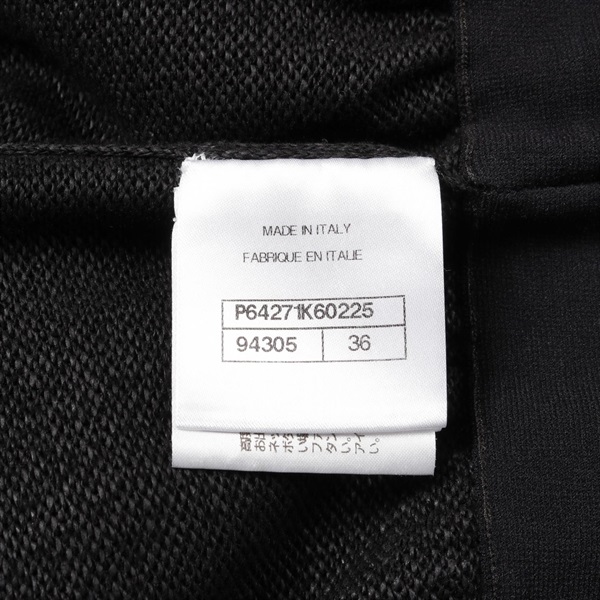 MADE IN ITALY
FABRIQUE EN ITALIE
P64271K60225
94305 36